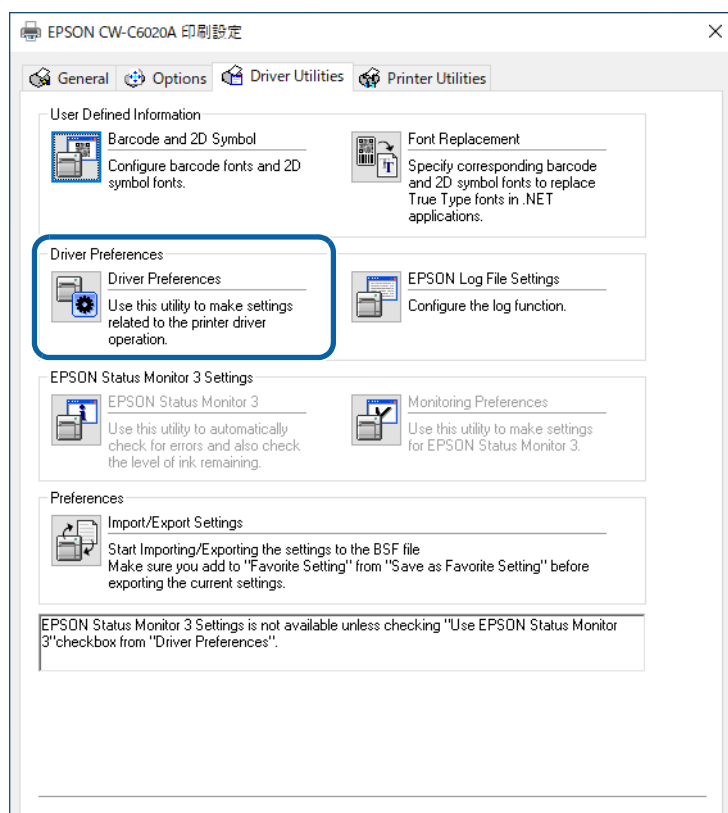 EPSON CW-C6020A 印刷設定
General Options Driver Utilities Printer Utilities
User Defined Information
Barcode and 2D Symbol
Configure barcode fonts and 2D
symbol fonts.
Font Replacement
Specify corresponding barcode
and 2D symbol fonts to replace
True Type fonts in .NET
applications.
Driver Preferences
Driver Preferences
Use this utility to make settings
related to the printer driver
operation.
EPSON Log File Settings
Configure the log function.
EPSON Status Monitor 3 Settings
EPSON Status Monitor 3
Use this utility to automatically
check for errors and also check
the level of ink remaining.
Monitoring Preferences
Use this utility to make settings
for EPSON Status Monitor 3.
Preferences
Import/Export Settings
Start Importing/Exporting the settings to the BSF file
Make sure you add to "Favorite Setting" from "Save as Favorite Setting" before
exporting the current settings.
EPSON Status Monitor 3 Settings is not available unless checking "Use EPSON Status Monitor
3"checkbox from "Driver Preferences".